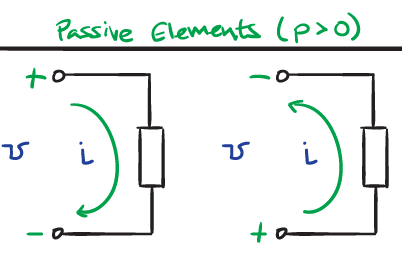 Passive Elements (p>0)
+ -
v i v i
- +